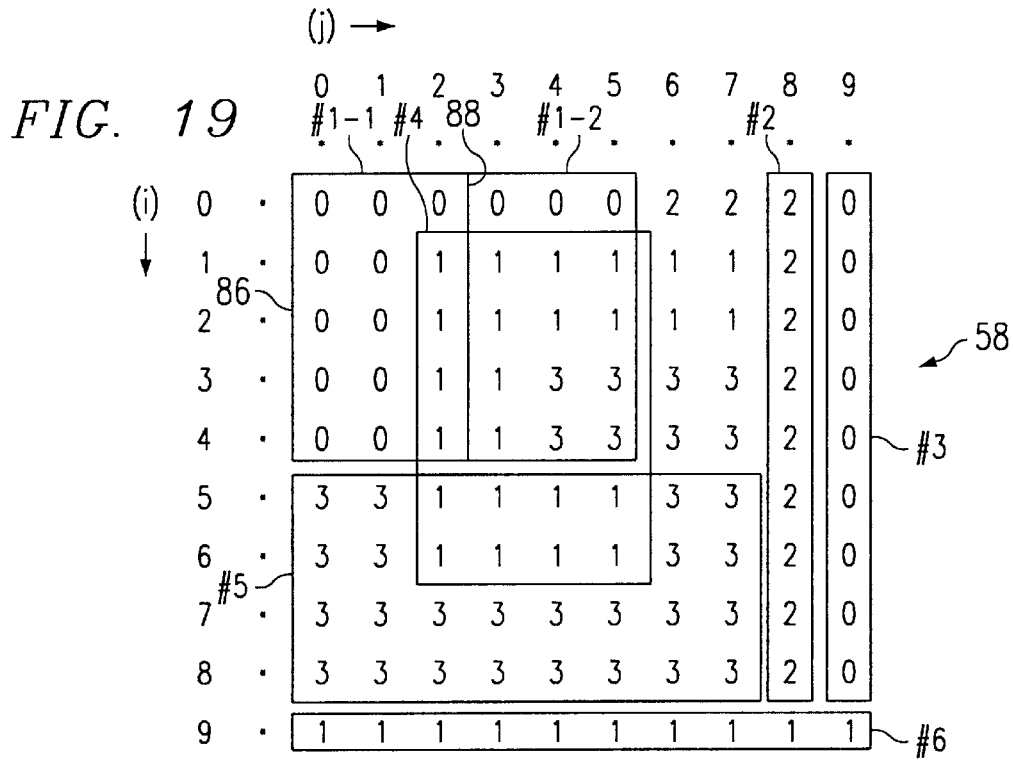 (j)
0 1 2 3 4 5 6 7 8 9
FIG. 19
#1-1 #4 88 #1-2 #2
(i) 0 0 0 0 0 0 0 2 2 2 0
1 0 0 1 1 1 1 1 1 2 0
86
2 0 0 1 1 1 1 1 1 2 0
58
3 0 0 1 1 3 3 3 3 2 0
4 0 0 1 1 3 3 3 3 2 0
#3
5 3 3 1 1 1 1 3 3 2 0
6 3 3 1 1 1 1 3 3 2 0
#5
7 3 3 3 3 3 3 3 3 2 0
8 3 3 3 3 3 3 3 3 2 0
9 1 1 1 1 1 1 1 1 1 1
#6